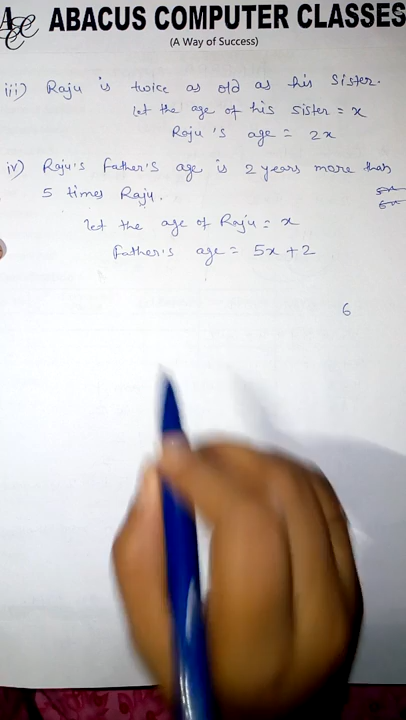 ACC ABACUS COMPUTER CLASSES
(A Way of Success)
iii) Raju is twice as old as his Sister.
Let the age of his Sister = x
Raju's age = 2x
iv) Raju's Father's age is 2 years more than
5 times Raju.
Let the age of Raju = x
Father's age = 5x + 2
6